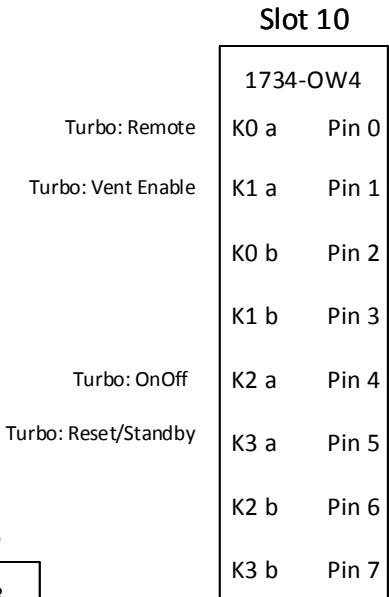 Slot 10
1734-OW4
Turbo: Remote K0 a Pin 0
Turbo: Vent Enable K1 a Pin 1
K0 b Pin 2
K1 b Pin 3
Turbo: OnOff K2 a Pin 4
Turbo: Reset/Standby K3 a Pin 5
K2 b Pin 6
K3 b Pin 7